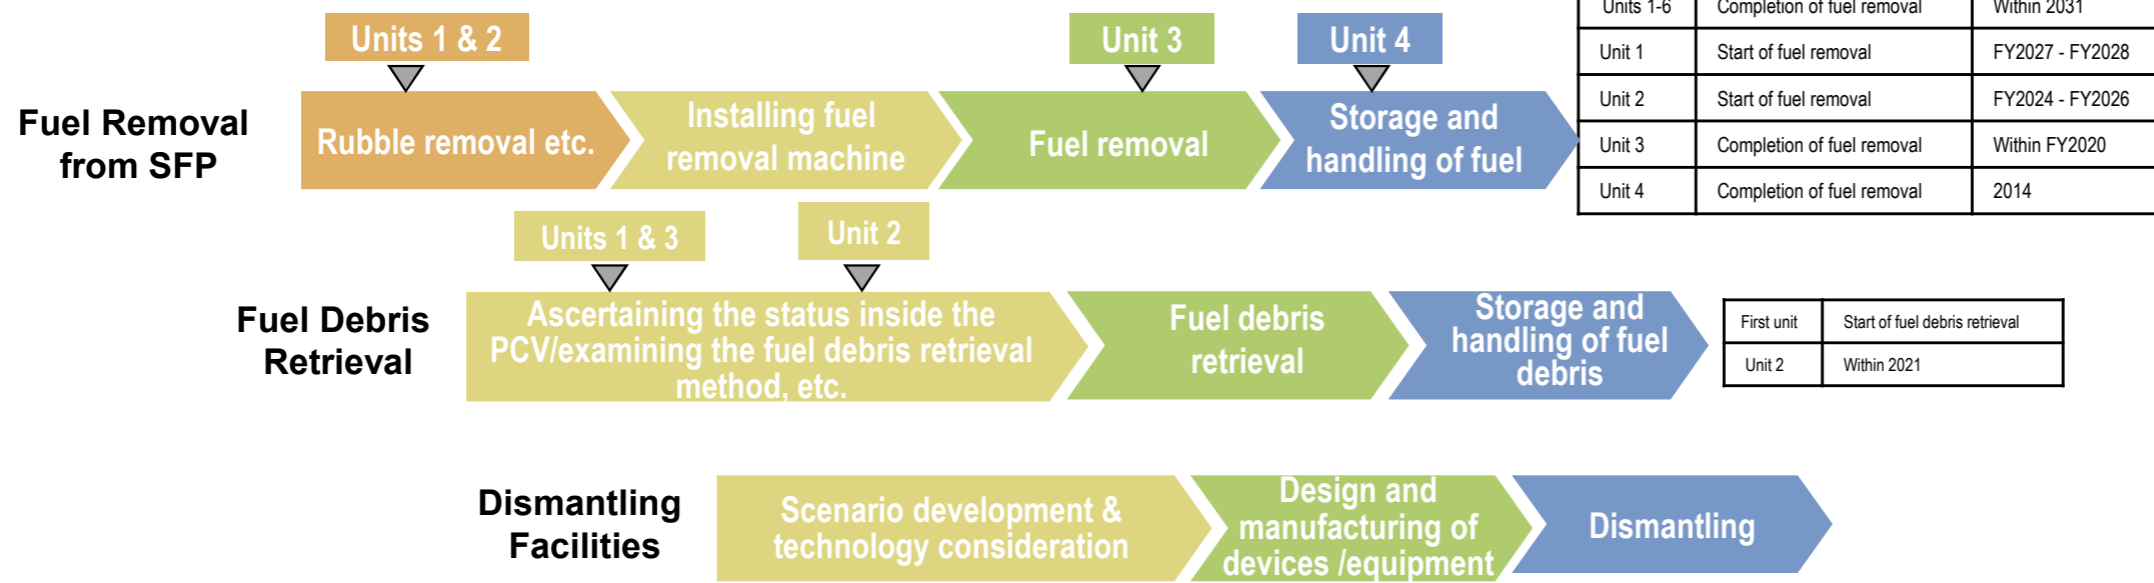 Units 1-6 Completion of fuel removal Within 2031
Units 1 & 2
Unit 3
Unit 4
Unit 1 Start of fuel removal FY2027 - FY2028
Unit 2 Start of fuel removal FY2024 - FY2026
Unit 3 Completion of fuel removal Within FY2020
Unit 4 Completion of fuel removal 2014
Fuel Removal
from SFP
Rubble removal etc.
Installing fuel
removal machine
Fuel removal
Storage and
handling of fuel
Units 1 & 3
Unit 2
Fuel Debris
Retrieval
Ascertaining the status inside the
PCV/examining the fuel debris retrieval
method, etc.
Fuel debris
retrieval
Storage and
handling of fuel
debris
First unit Start of fuel debris retrieval
Unit 2 Within 2021
Dismantling
Facilities
Scenario development &
technology consideration
Design and
manufacturing of
devices /equipment
Dismantling